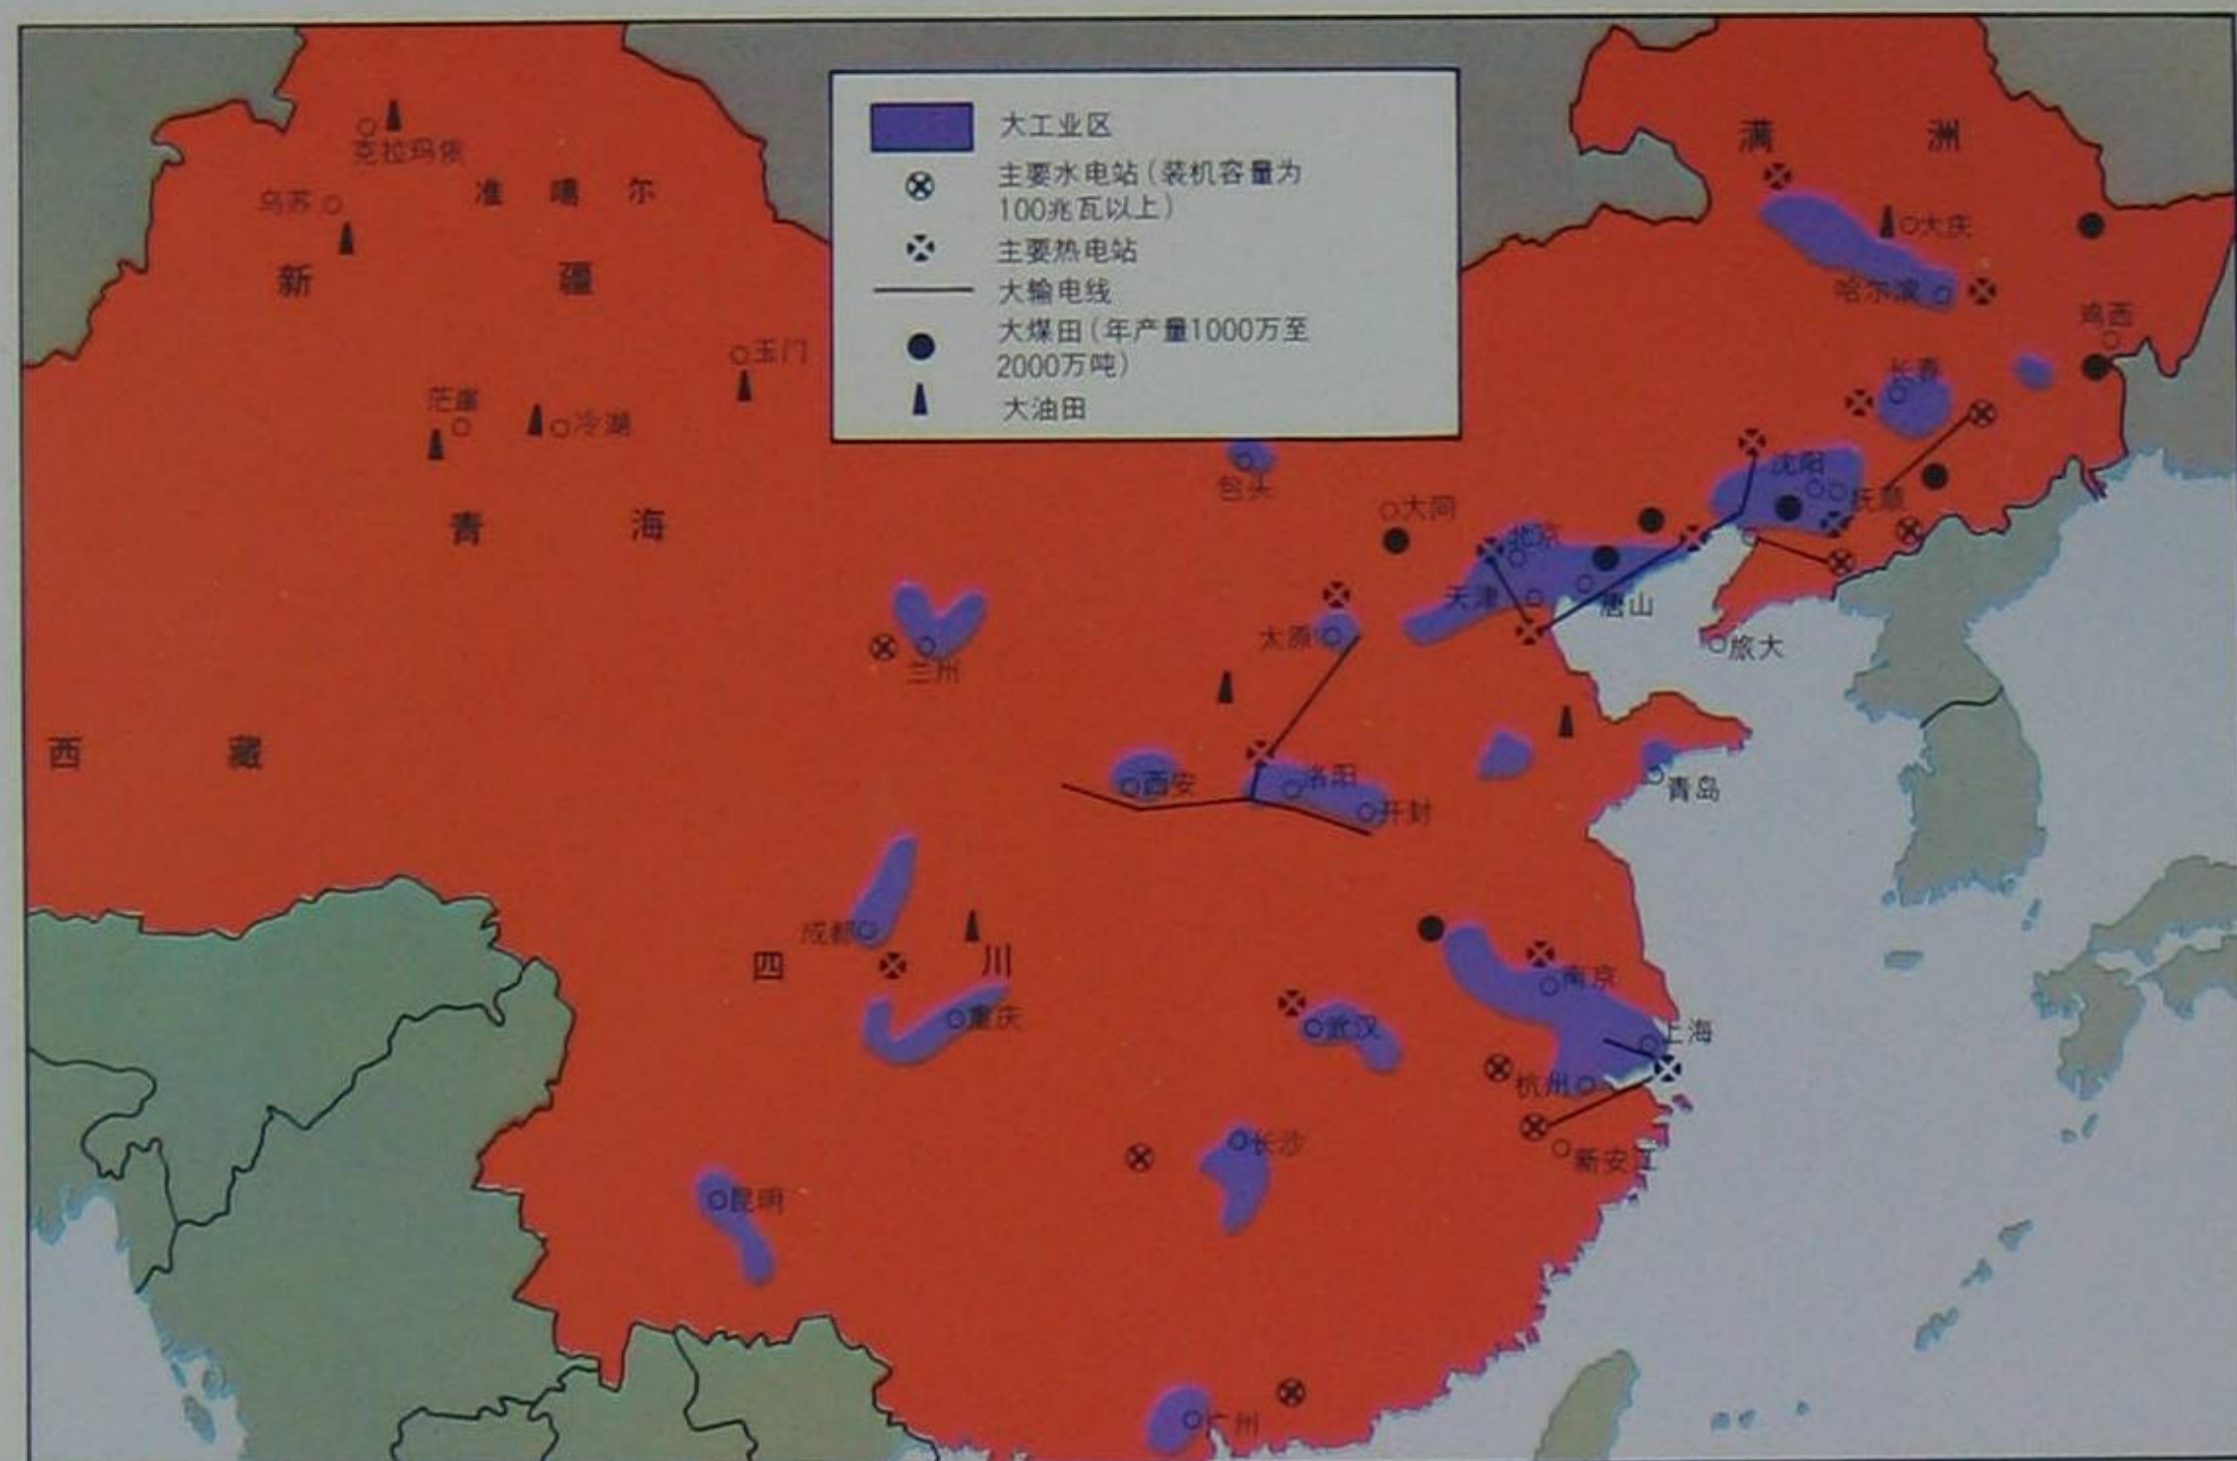 大工业区
主要水电站(装机容量为
100兆瓦以上)
主要热电站
大输电线
大煤田(年产量1000万至
2000万吨)
大油田
满洲
克拉玛依
乌苏
准噶尔
大庆
新疆
哈尔滨
鸡西
玉门
长春
茫崖
冷湖
沈阳
包头
抚顺
大同
青海
北京
天津
唐山
太原
旅大
兰州
西藏
西安
洛阳
青岛
开封
成都
四川
南京
重庆
武汉
上海
杭州
长沙
新安江
昆明
广州